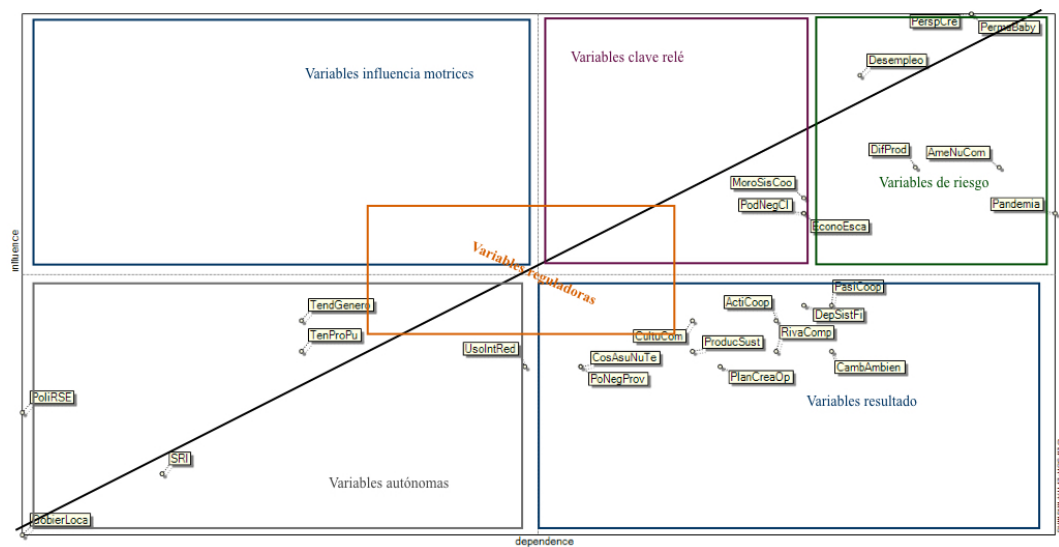 PerspCre
PermaBaby
Variables clave relé
Desempleo
Variables influencia motrices
DifProd
AmeNuCom
MoroSisCoo
Variables de riesgo
PodNegCl
Pandemia
EconoEsca
influence
Variables reguladoras
PasiCoop
TendGenero
ActiCoop
DepSistFi
TenProPu
CultuCom
RivaComp
UsoIntRed
ProducSust
CosAsuNuTe
CambAmbien
PoNegProv
PlanCreaOp
PoliRSE
Variables resultado
SRI
Variables autónomas
GobierLoca
dependence